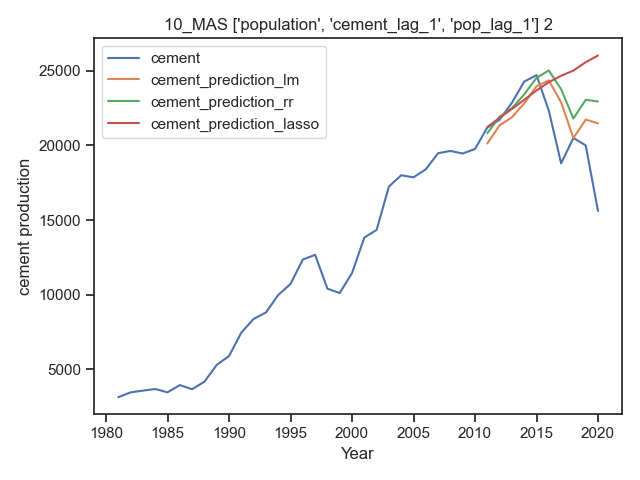 10_MAS ['population', 'cement_lag_1', 'pop_lag_1'] 2
cement
cement_prediction_lm
cement_prediction_rr
cement_prediction_lasso
cement production
25000
20000
15000
10000
5000
1980 1985 1990 1995 2000 2005 2010 2015 2020
Year